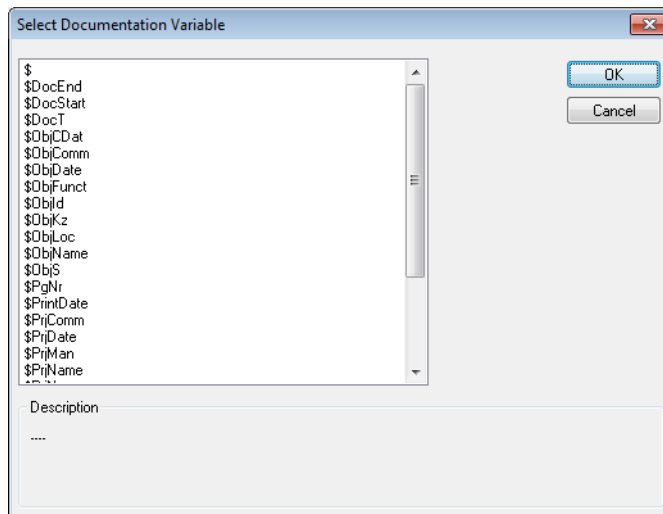 Select Documentation Variable
$
$DocEnd
$DocStart
$DocT
$ObjCDat
$ObjComm
$ObjDate
$ObjFunct
$ObjId
$ObjKz
$ObjLoc
$ObjName
$ObjS
$PgNr
$PrintDate
$PrjComm
$PrjDate
$PrjMan
$PrjName
OK
Cancel
Description
----